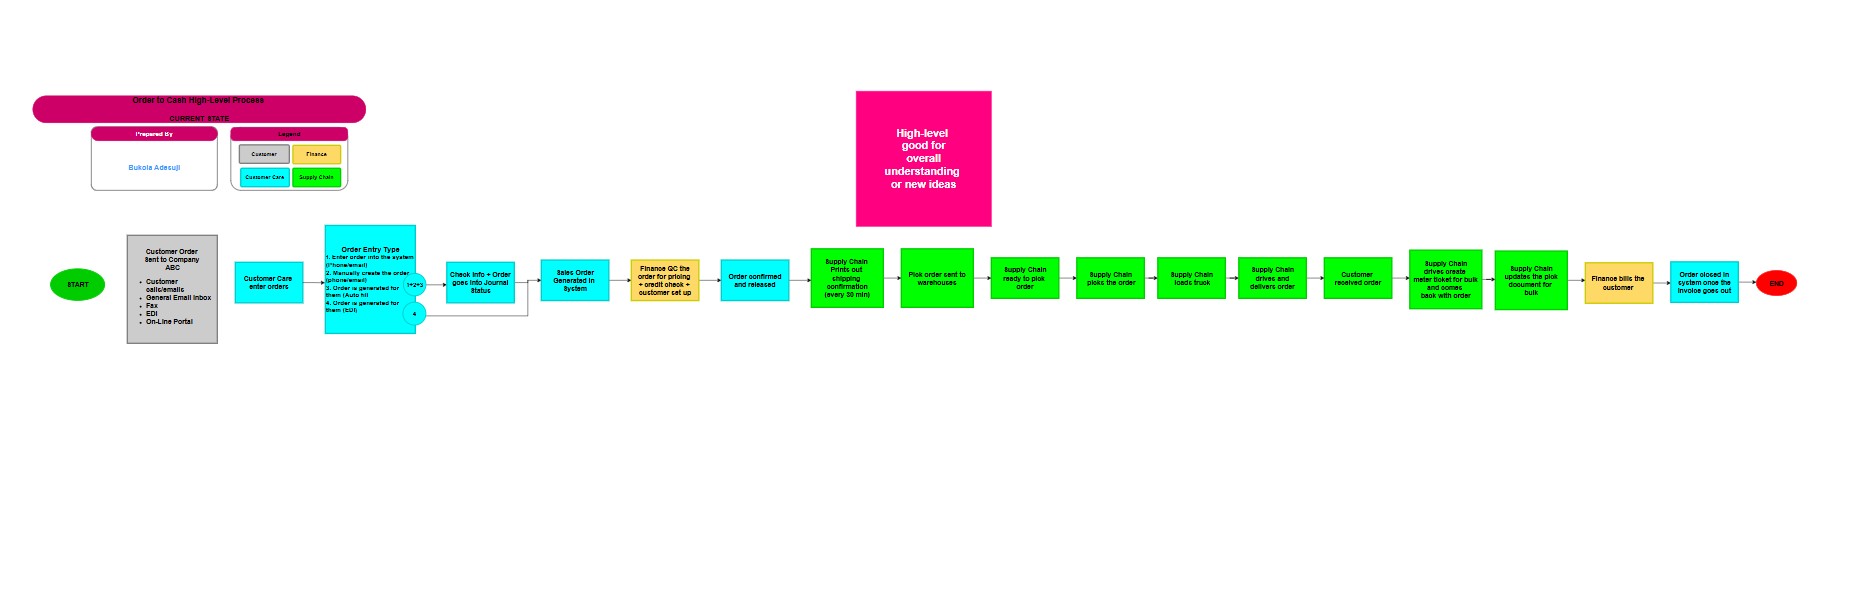 Order to Cash High-Level Process
CURRENT STATE
Prepared By
Bukola Adesuji
Legend
Customer
Finance
Customer Care
Supply Chain
High-level
good for
overall
understanding
or new ideas
START
Customer Order
Sent to Company
ABC
• Customer
calls/emails
• General Email Inbox
• Fax
• EDI
• On-Line Portal
Customer Care
enter orders
Order Entry Type
1. Enter order into the system
(Phone/email)
2. Manually create the order
(phone/email)
3. Order is generated for
them (Auto fill
4. Order is generated for
them (EDI)
1+2+3
4
Check info + Order
goes into Journal
Status
Sales Order
Generated in
System
Finance QC the
order for pricing
+ credit check +
customer set up
Order confirmed
and released
Supply Chain
Prints out
shipping
confirmation
(every 30 min)
Pick order sent to
warehouses
Supply Chain
ready to pick
order
Supply Chain
picks the order
Supply Chain
loads truck
Supply Chain
drives and
delivers order
Customer
received order
Supply Chain
drives create
meter ticket for bulk
and comes
back with order
Supply Chain
updates the pick
document for
bulk
Finance bills the
customer
Order closed in
system once the
invoice goes out
END